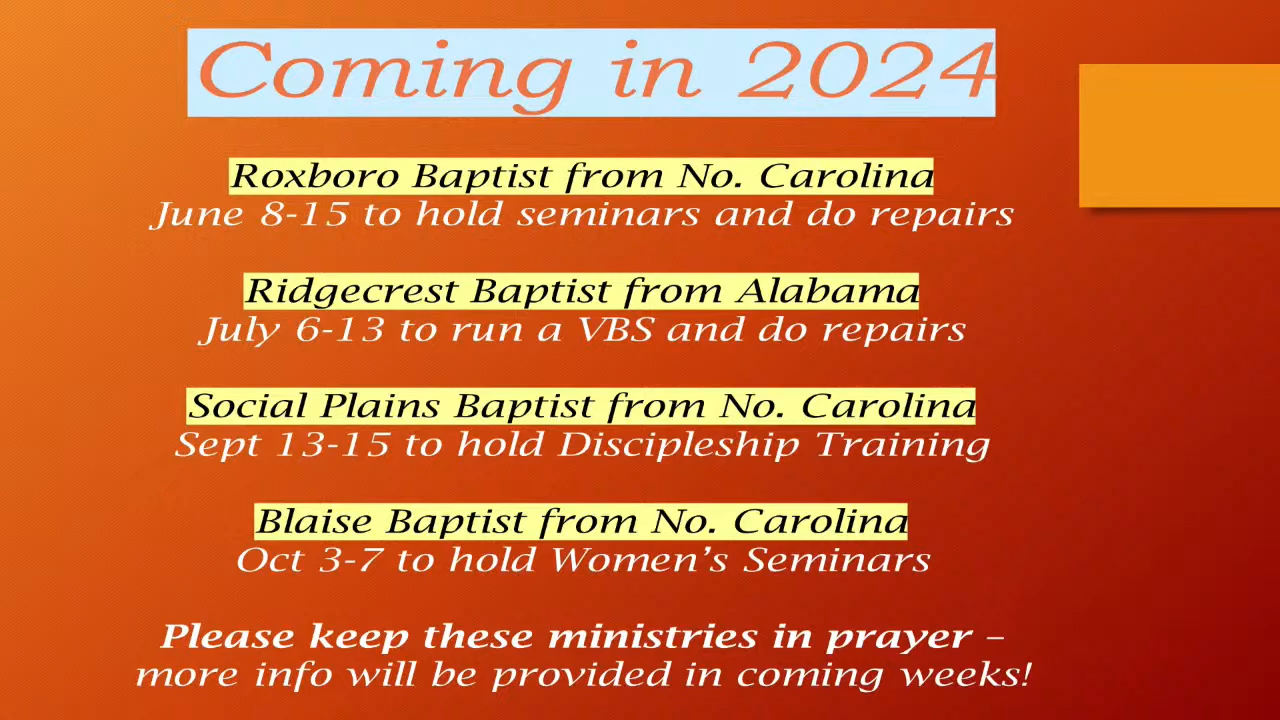 Coming in 2024
Roxboro Baptist from No. Carolina
June 8-15 to hold seminars and do repairs
Ridgecrest Baptist from Alabama
July 6-13 to run a VBS and do repairs
Social Plains Baptist from No. Carolina
Sept 13-15 to hold Discipleship Training
Blaise Baptist from No. Carolina
Oct 3-7 to hold Women’s Seminars
Please keep these ministries in prayer –
more info will be provided in coming weeks!